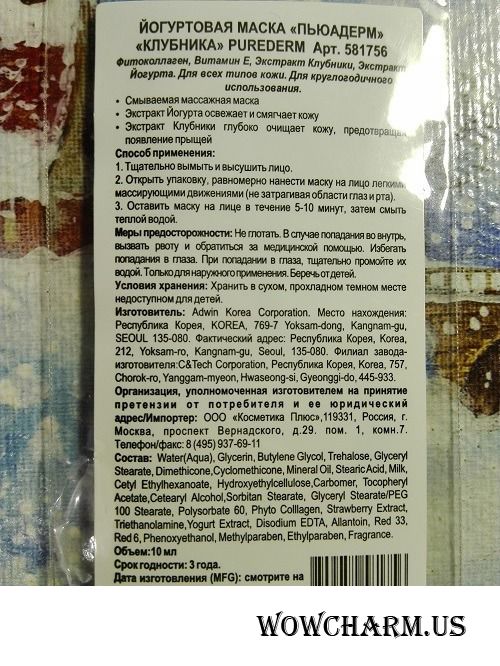 ЙОГУРТОВАЯ МАСКА «ПЬЮАДЕРМ»
«КЛУБНИКА» PUREDERM Арт. 581756
Фитоколлаген, Витамин Е, Экстракт Клубники, Экстракт
Йогурта. Для всех типов кожи. Для круглогодичного
использования.
• Смываемая массажная маска
• Экстракт Йогурта освежает и смягчает кожу
• Экстракт Клубники глубоко очищает кожу, предотвращая
появление прыщей
Способ применения:
1. Тщательно вымыть и высушить лицо.
2. Открыть упаковку, равномерно нанести маску на лицо легкими
массирующими движениями (не затрагивая области глаз и рта).
3. Оставить маску на лице в течение 5-10 минут, затем смыть
теплой водой.
Меры предосторожности: Не глотать. В случае попадания во внутрь,
вызвать рвоту и обратиться за медицинской помощью. Избегать
попадания в глаза. При попадании в глаза, тщательно промойте их
водой. Только для наружного применения. Беречь от детей.
Условия хранения: Хранить в сухом, прохладном темном месте
недоступном для детей.
Изготовитель: Adwin Korea Corporation. Место нахождения:
Республика Корея, KOREA, 769-7 Yoksam-dong, Kangnam-gu,
SEOUL 135-080. Фактический адрес: Республика Корея, Korea,
212, Yoksam-ro, Kangnam-gu, Seoul, 135-080. Филиал завода-
изготовителя:C&Tech Corporation, Республика Корея, Korea, 757,
Chorok-ro, Yanggam-myeon, Hwaseong-si, Gyeonggi-do, 445-933.
Организация, уполномоченная изготовителем на принятие
претензии от потребителя и ее юридический
адрес/Импортер: ООО «Косметика Плюс»,119331, Россия, г.
Москва, проспект Вернадского, д.29. пом. 1, комн.7.
Телефон/факс: 8 (495) 937-69-11
Состав: Water(Aqua), Glycerin, Butylene Glycol, Trehalose, Glyceryl
Stearate, Dimethicone,Cyclomethicone, Mineral Oil, Stearic Acid, Milk,
Cetyl Ethylhexanoate, Hydroxyethylcellulose,Carbomer, Tocopheryl
Acetate,Cetearyl Alcohol,Sorbitan Stearate, Glyceryl Stearate/PEG
100 Stearate, Polysorbate 60, Phyto Colllagen, Strawberry Extract,
Triethanolamine,Yogurt Extract, Disodium EDTA, Allantoin, Red 33,
Red 6, Phenoxyethanol, Methylparaben, Ethylparaben, Fragrance.
Объем:10 мл
Срок годности: 3 года.
Дата изготовления (MFG): смотрите на
WOWCHARM.US